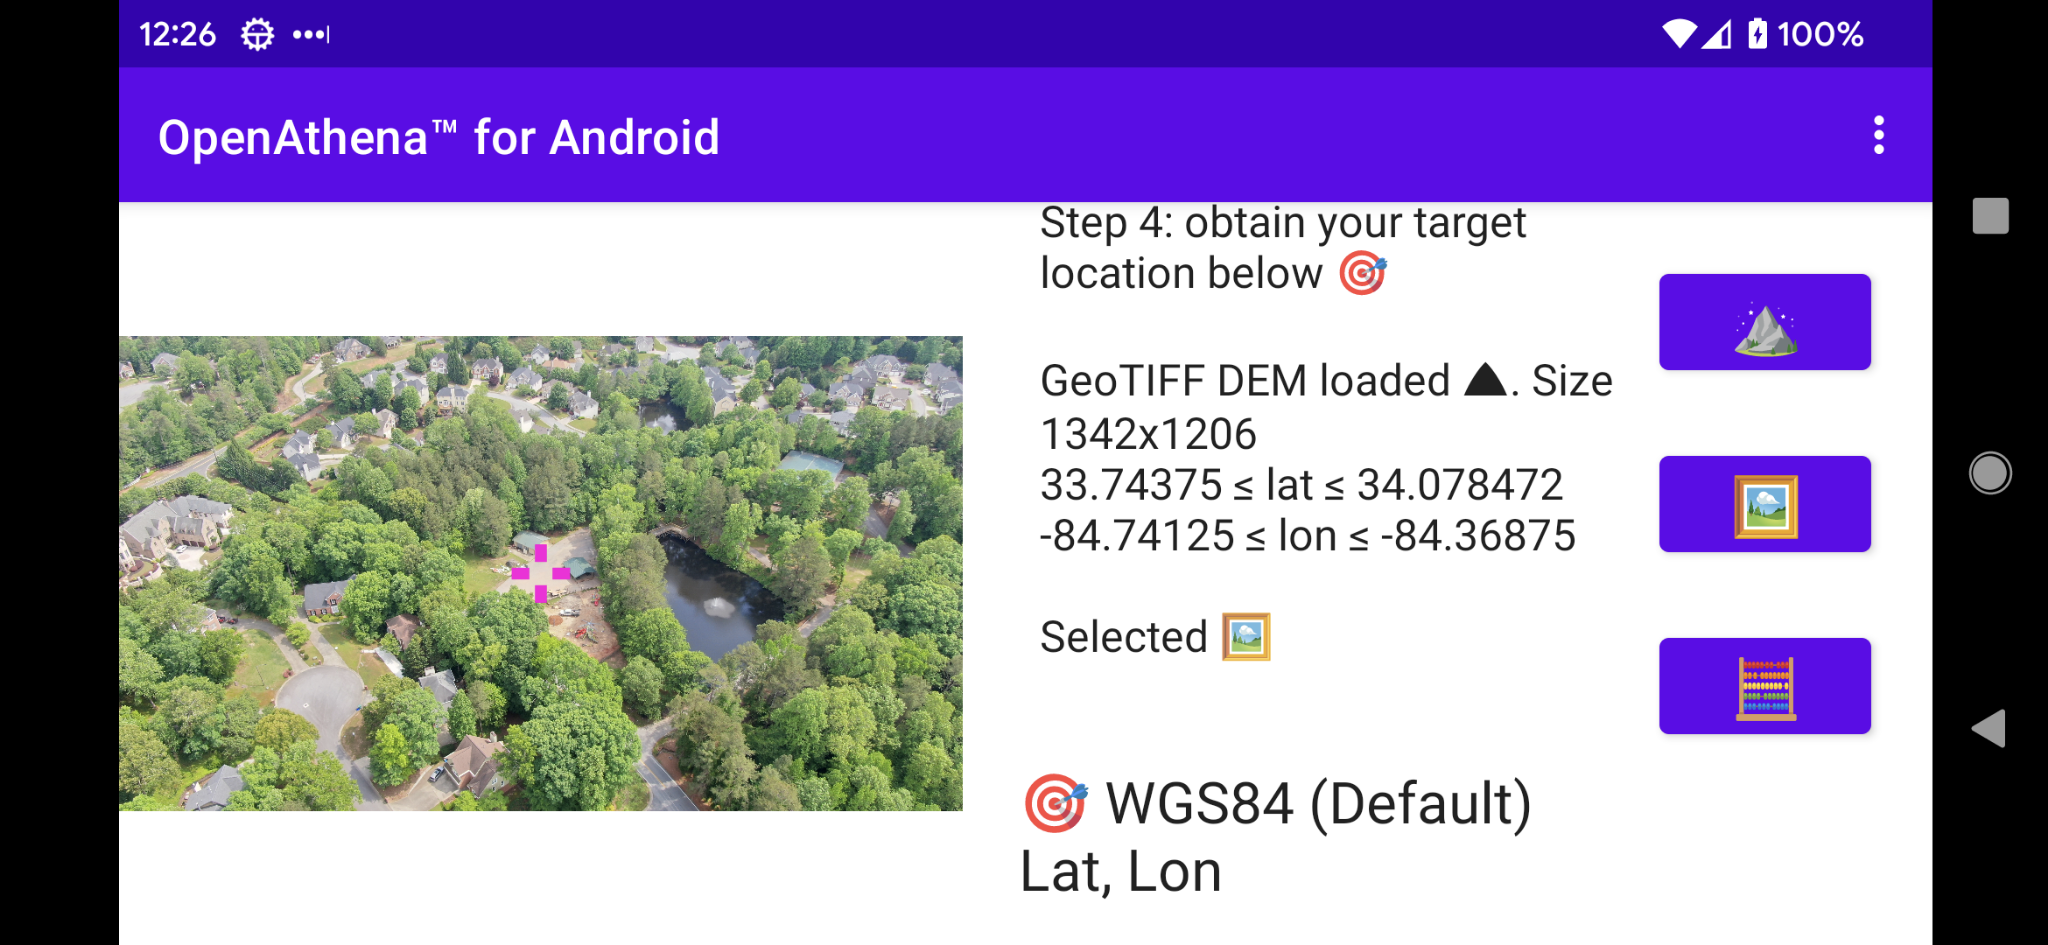 12:26
100%
OpenAthena™ for Android
Step 4: obtain your target
location below 🎯
GeoTIFF DEM loaded ▲. Size
1342x1206
33.74375 ≤ lat ≤ 34.078472
-84.74125 ≤ lon ≤ -84.36875
Selected 🖼️
🎯 WGS84 (Default)
Lat, Lon